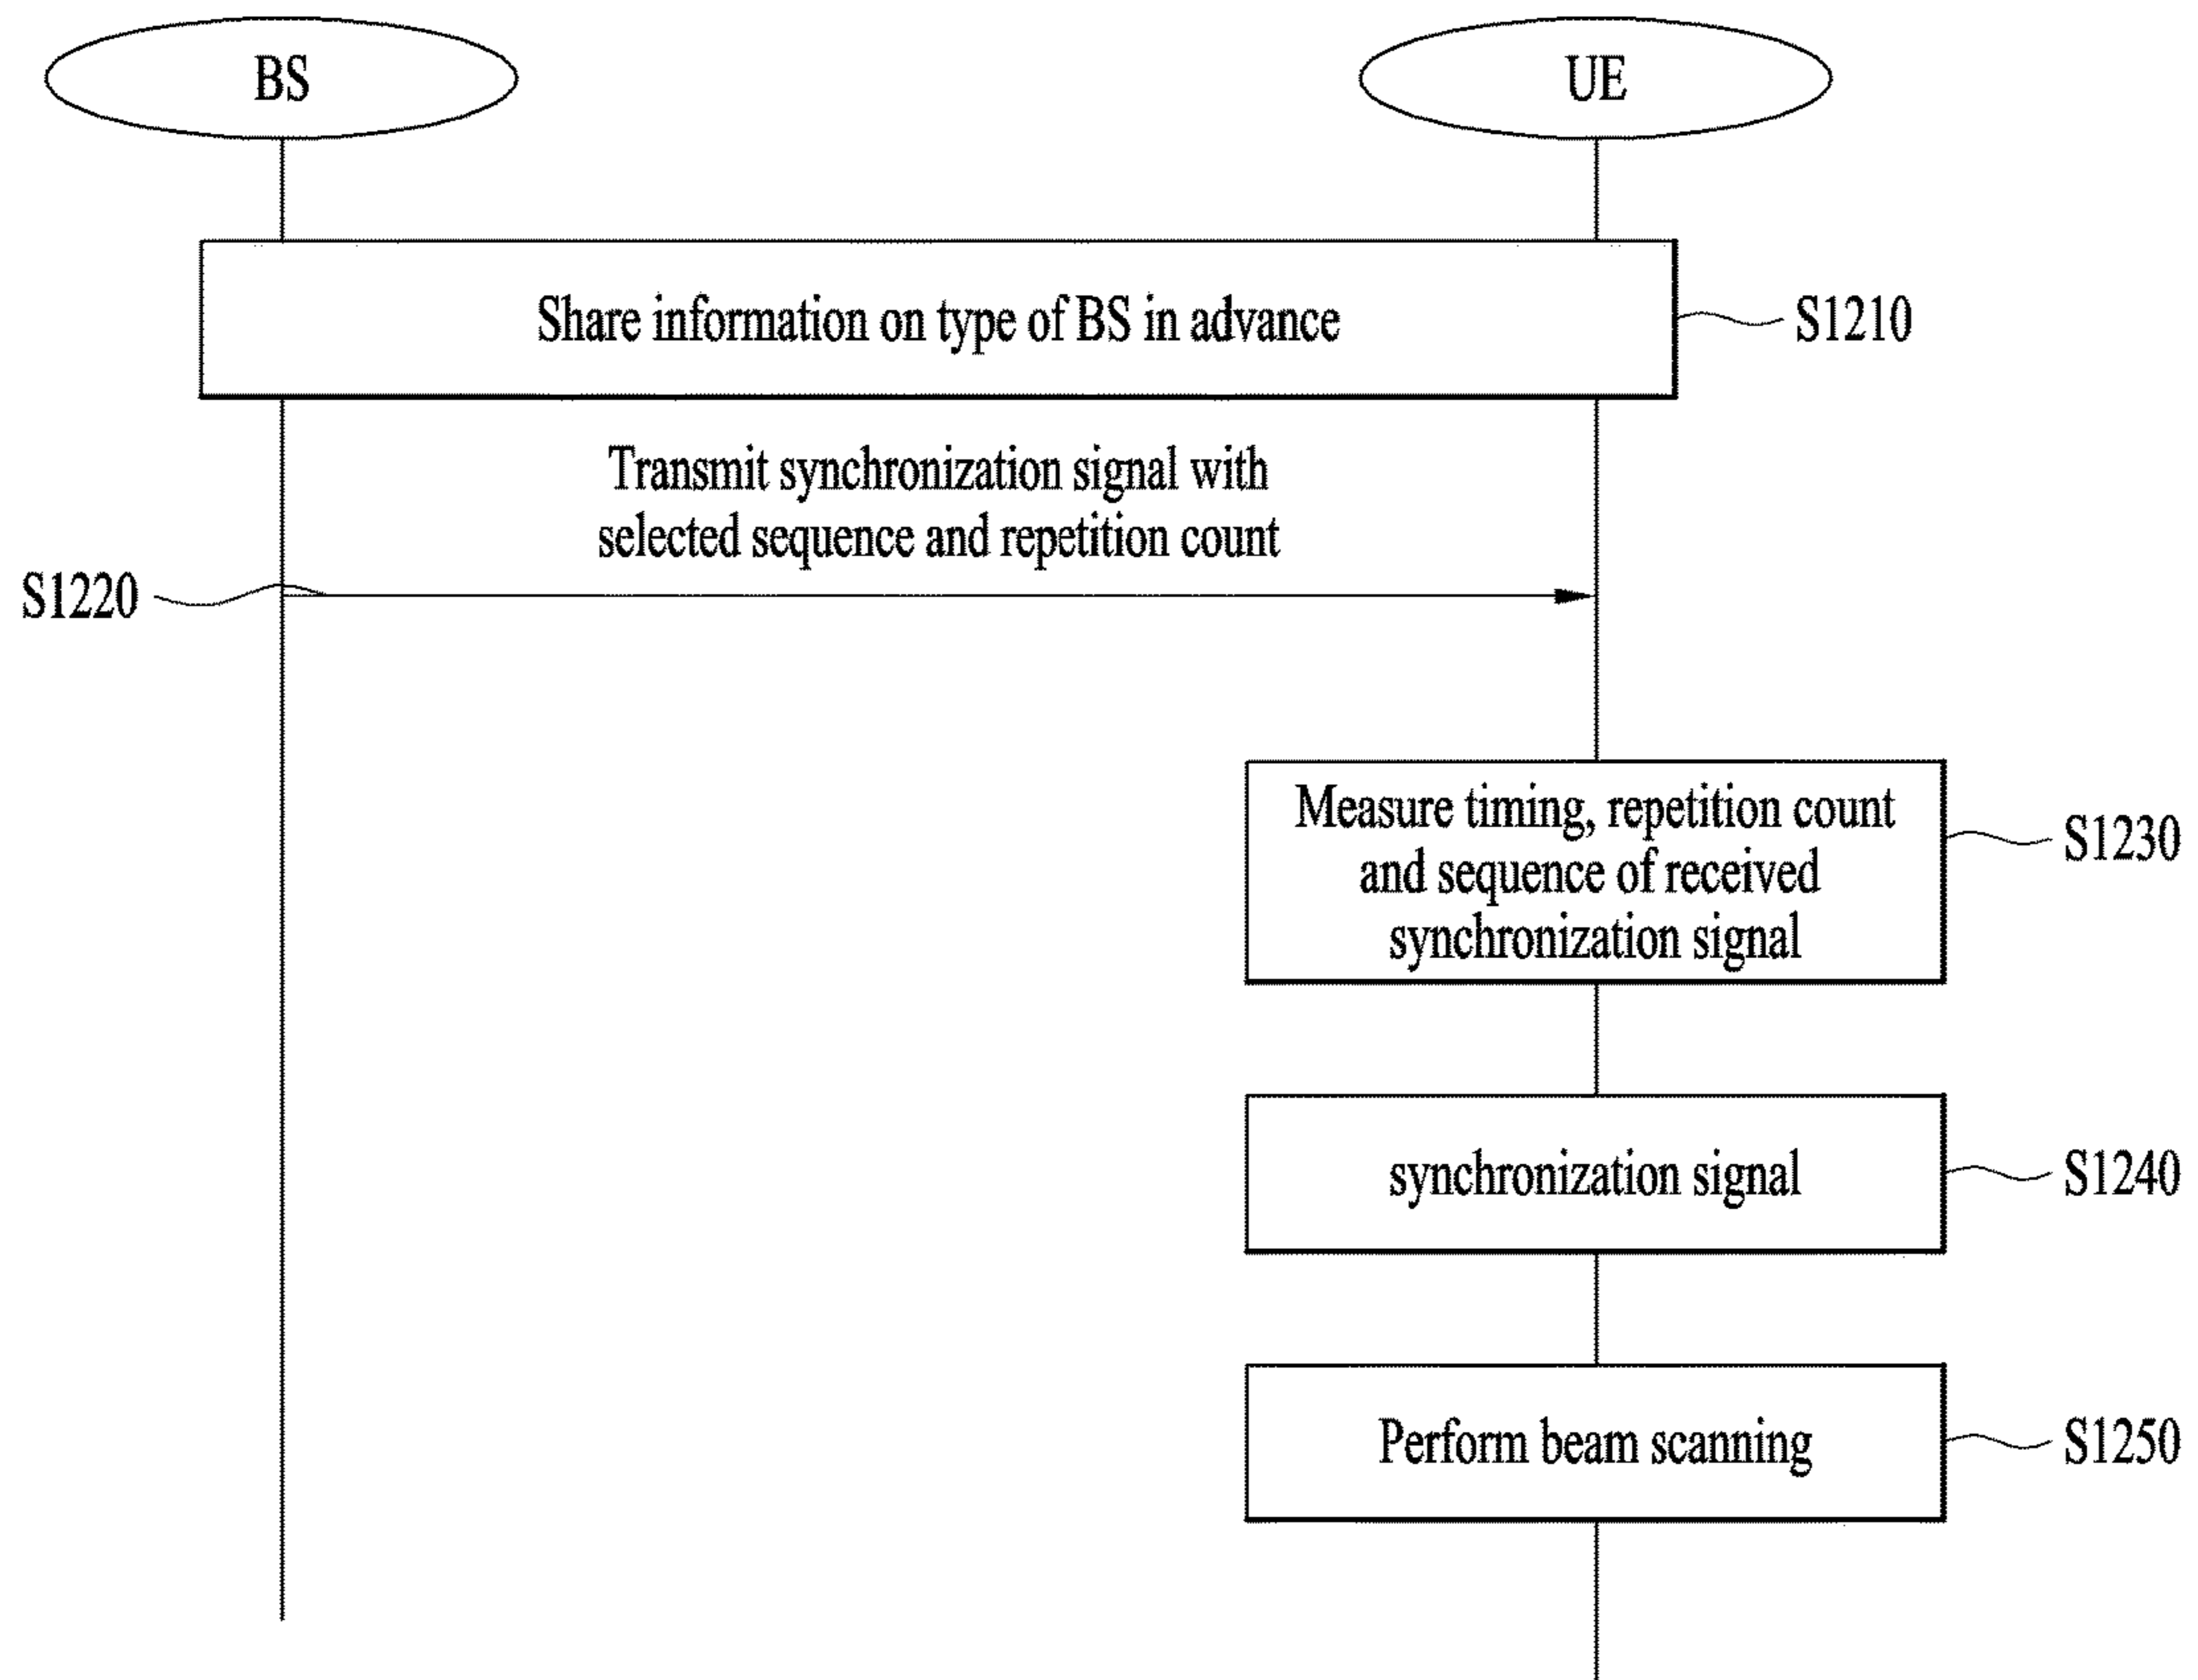 BS
UE
Share information on type of BS in advance
S1210
Transmit synchronization signal with
selected sequence and repetition count
S1220
Measure timing, repetition count
and sequence of received
synchronization signal
S1230
synchronization signal
S1240
Perform beam scanning
S1250